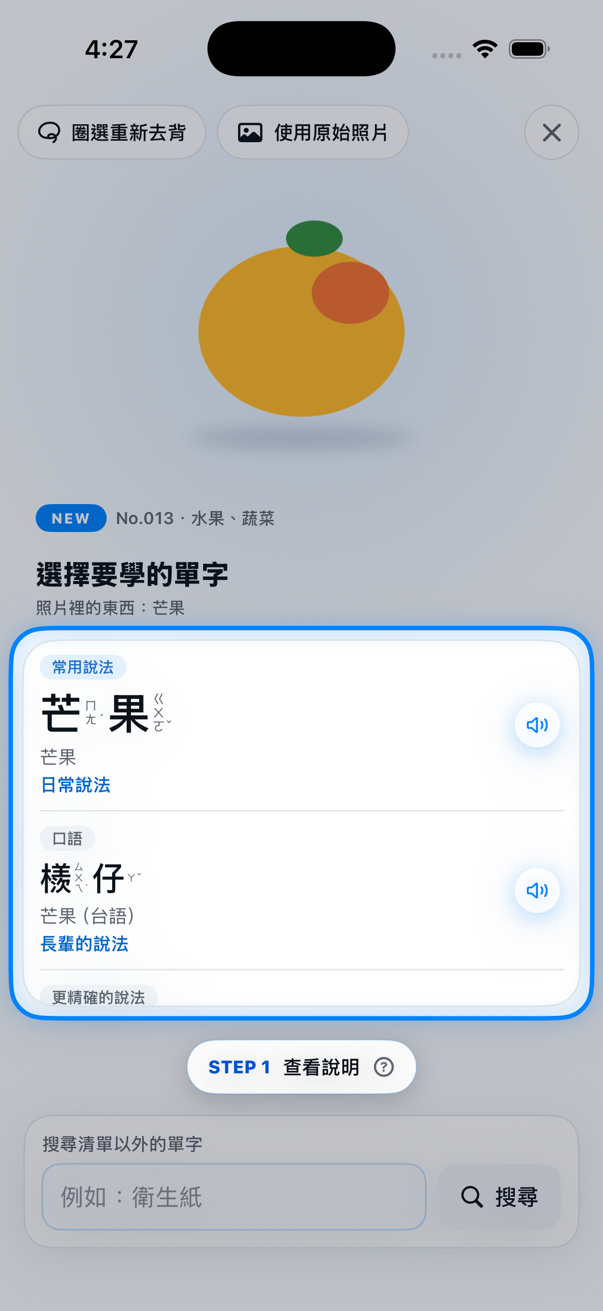 4:27
圈選重新去背
使用原始照片
NEW No.013 · 水果、蔬菜
選擇要學的單字
照片裡的東西：芒果
常用說法
芒ㄇㄤˊ果ㄍㄨㄛˇ
芒果
日常說法
口語
檨ㄙㄨㄟ仔ㄚˇ
芒果（台語）
長輩的說法
更精確的說法
STEP 1 查看說明 ?
搜尋清單以外的單字
例如：衛生紙
搜尋